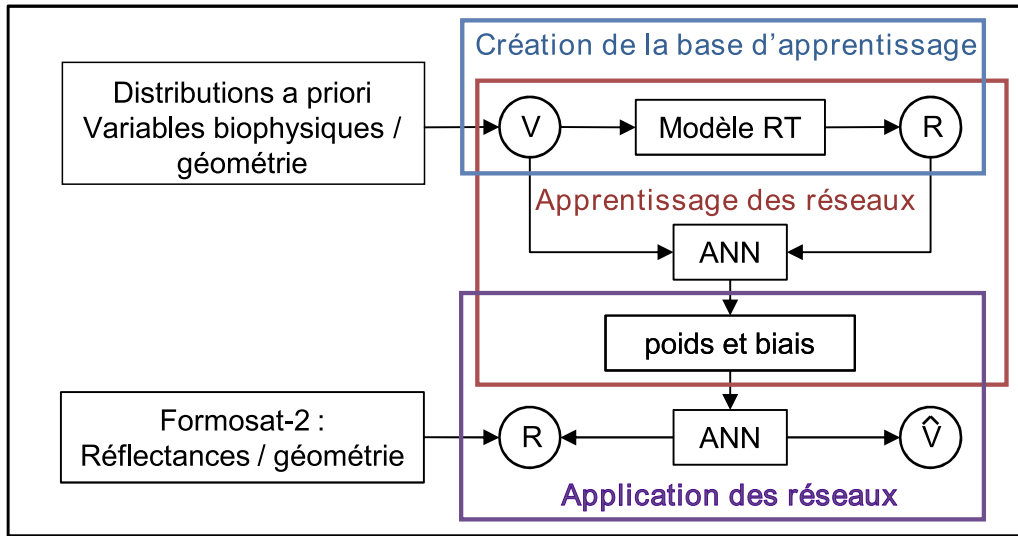 Création de la base d'apprentissage
Distributions a priori
Variables biophysiques /
géométrie
V
Modèle RT
R
Apprentissage des réseaux
ANN
poids et biais
Formosat-2 :
Réflectances / géométrie
R
ANN
V̂
Application des réseaux